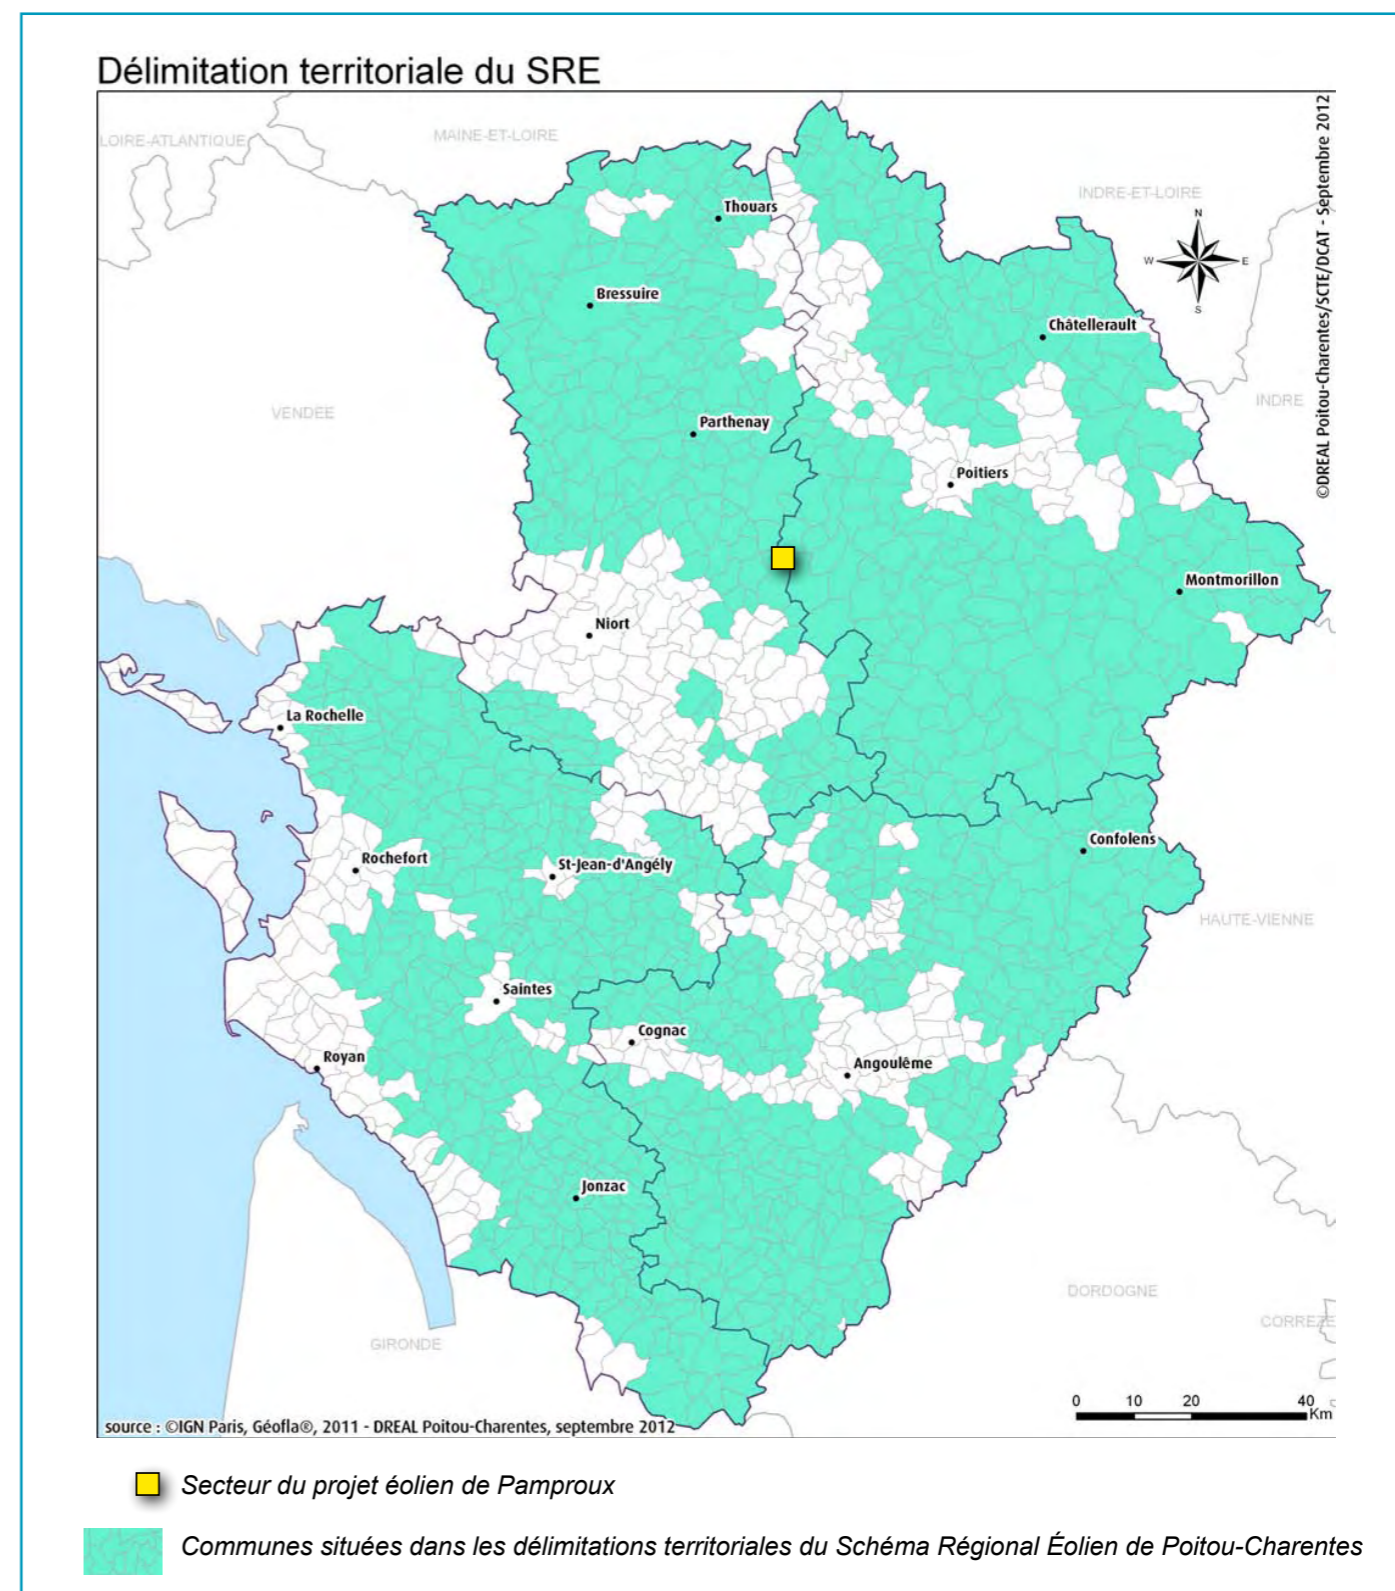 Délimitation territoriale du SRE
LOIRE-ATLANTIQUE
MAINE-ET-LOIRE
INDRE-ET-LOIRE
©DREAL Poitou-Charentes/SCTE/DCAT - Septembre 2012
Thouars
N
W
E
S
Bressuire
Châtellerault
VENDÉE
INDRE
Parthenay
Poitiers
Montmorillon
Niort
La Rochelle
Confolens
Rochefort
St-Jean-d'Angély
HAUTE-VIENNE
Saintes
Cognac
Royan
Angoulême
Jonzac
DORDOGNE
CORREZE
GIRONDE
0 10 20 40
Km
source : ©IGN Paris, Géofla®, 2011 - DREAL Poitou-Charentes, septembre 2012
Secteur du projet éolien de Pamproux
Communes situées dans les délimitations territoriales du Schéma Régional Éolien de Poitou-Charentes